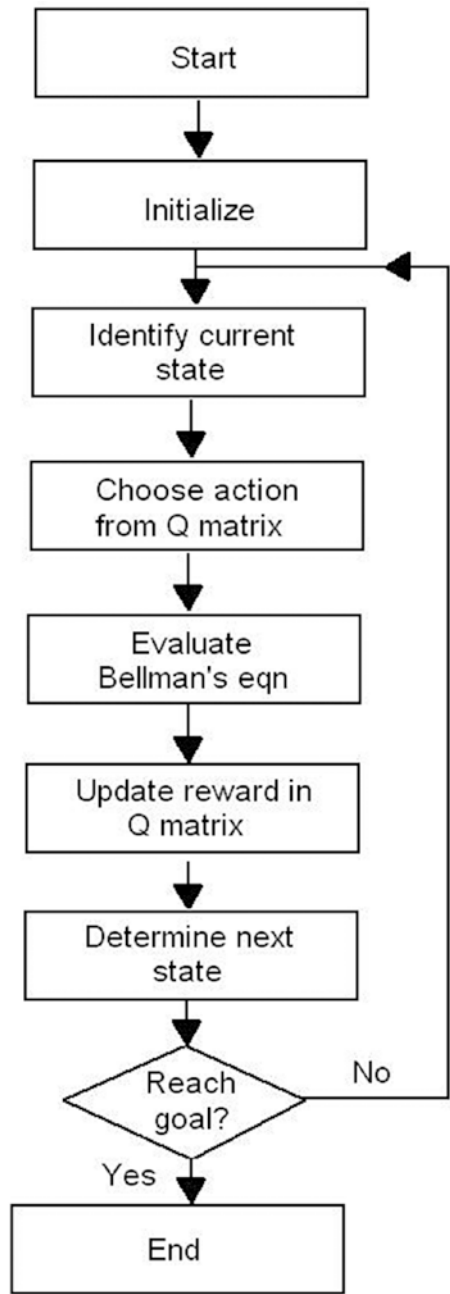 Start
Initialize
Identify current
state
Choose action
from Q matrix
Evaluate
Bellman's eqn
Update reward in
Q matrix
Determine next
state
Reach
goal?
No
Yes
End